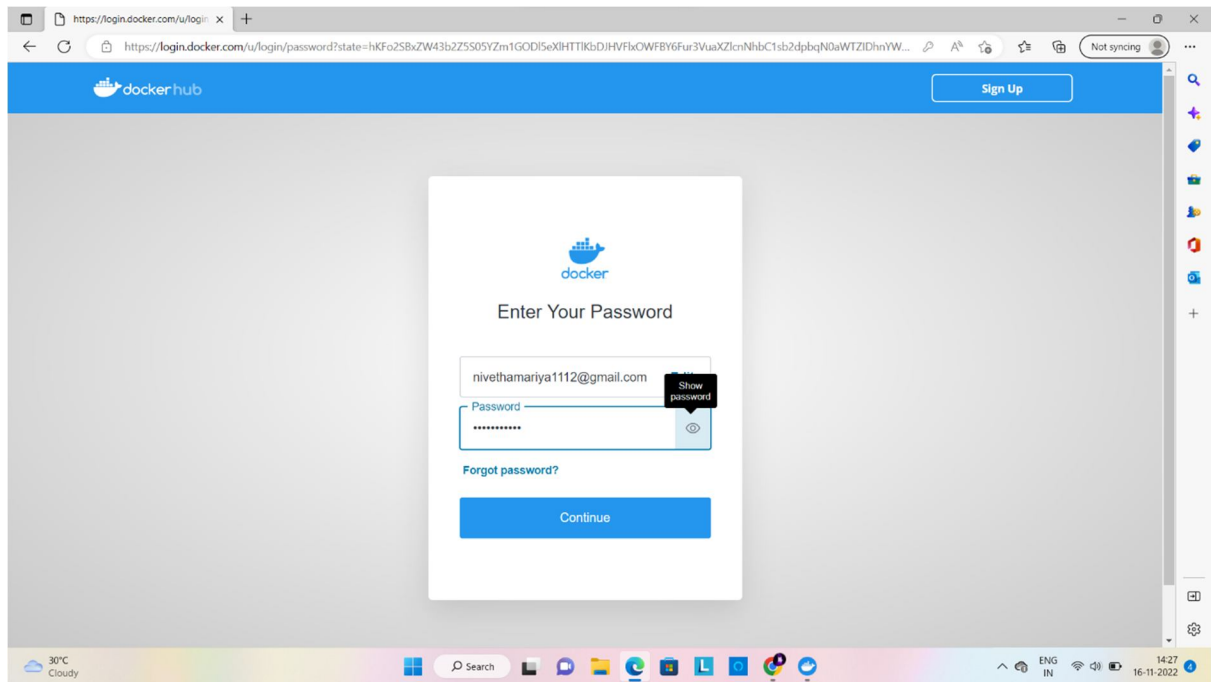 https://login.docker.com/u/login
https://login.docker.com/u/login/password?state=hKFo2SBxZW43b2Z5S05YZm1GODl5eXlHTTlKbDJHVFlxOWFBY6Fur3VuaXZlcnNhbC1sb2dpbqN0aWTZIDhnYW...
Not syncing
dockerhub
Sign Up
docker
Enter Your Password
nivethamariya1112@gmail.com
Show
password
Password
•••••••••••
Forgot password?
Continue
30°C
Cloudy
Search
L
ENG
IN
14:27
16-11-2022
4